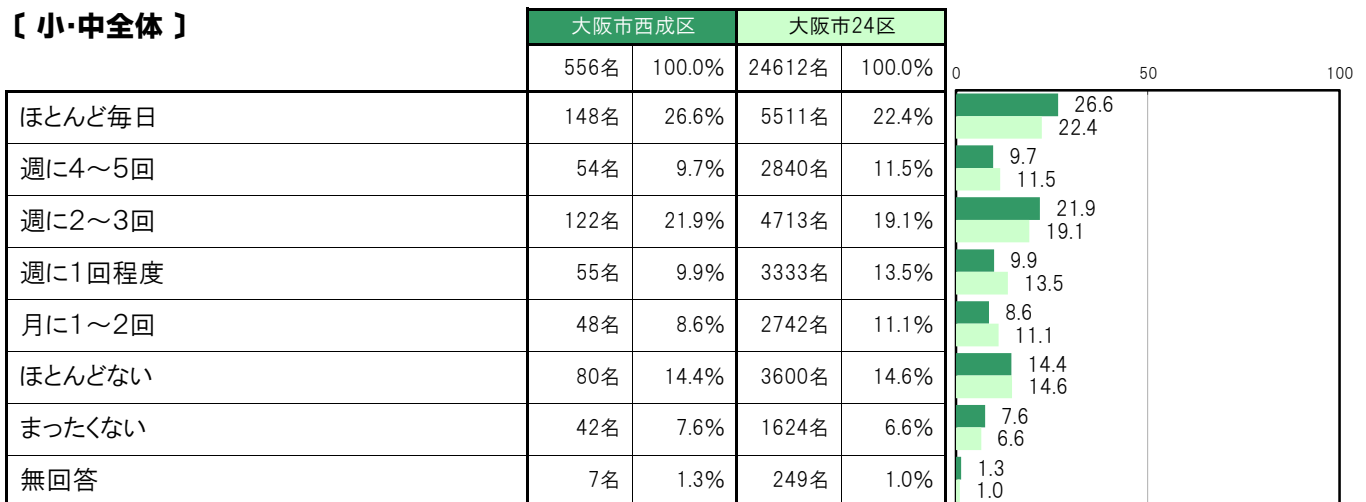 〔 小・中全体 〕
大阪市西成区 大阪市24区
556名 100.0% 24612名 100.0%
0 50 100
ほとんど毎日 148名 26.6% 5511名 22.4%
26.6
22.4
週に4～5回 54名 9.7% 2840名 11.5%
9.7
11.5
週に2～3回 122名 21.9% 4713名 19.1%
21.9
19.1
週に1回程度 55名 9.9% 3333名 13.5%
9.9
13.5
月に1～2回 48名 8.6% 2742名 11.1%
8.6
11.1
ほとんどない 80名 14.4% 3600名 14.6%
14.4
14.6
まったくない 42名 7.6% 1624名 6.6%
7.6
6.6
無回答 7名 1.3% 249名 1.0%
1.3
1.0